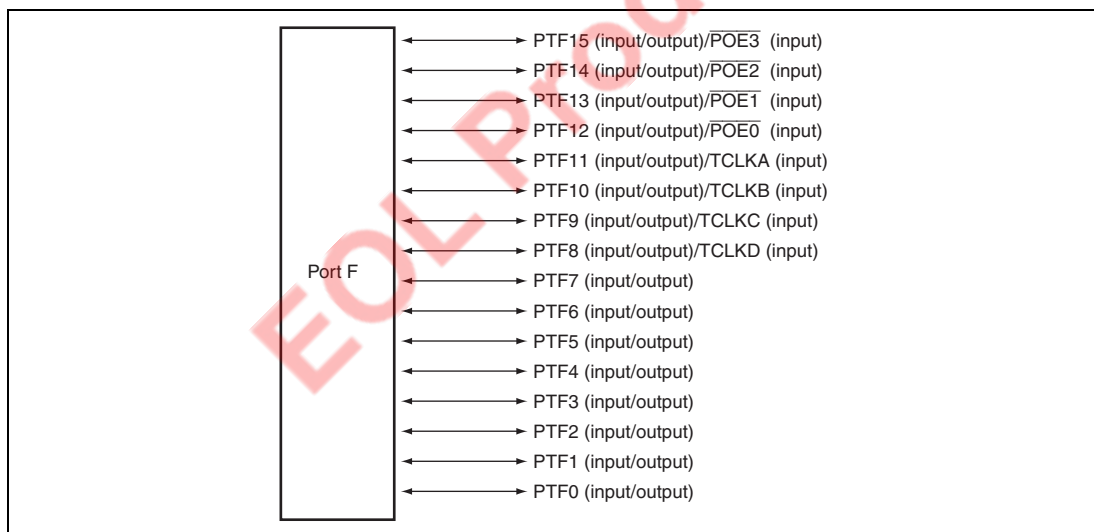 PTF15 (input/output)/POE3 (input)
PTF14 (input/output)/POE2 (input)
PTF13 (input/output)/POE1 (input)
PTF12 (input/output)/POE0 (input)
PTF11 (input/output)/TCLKA (input)
PTF10 (input/output)/TCLKB (input)
PTF9 (input/output)/TCLKC (input)
PTF8 (input/output)/TCLKD (input)
Port F
PTF7 (input/output)
PTF6 (input/output)
PTF5 (input/output)
PTF4 (input/output)
PTF3 (input/output)
PTF2 (input/output)
PTF1 (input/output)
PTF0 (input/output)
EOL Prod